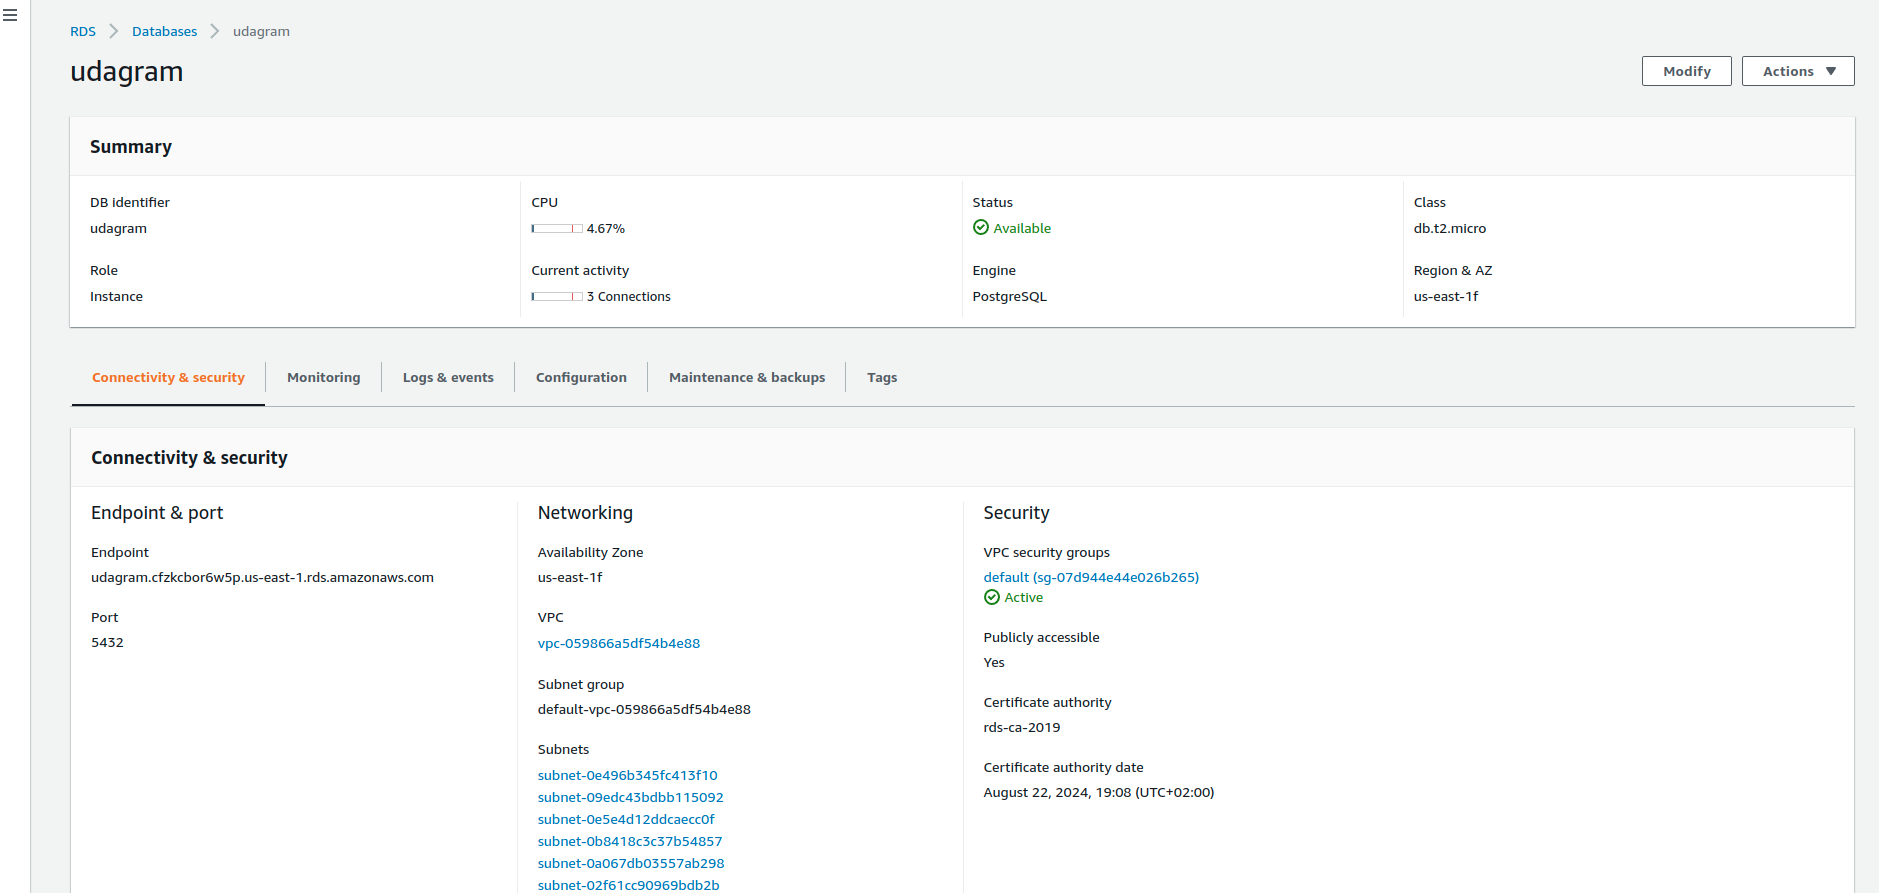 RDS > Databases > udagram
udagram
Modify
Actions
Summary
DB identifier
udagram
CPU
4.67%
Status
Available
Class
db.t2.micro
Role
Instance
Current activity
3 Connections
Engine
PostgreSQL
Region & AZ
us-east-1f
Connectivity & security
Monitoring
Logs & events
Configuration
Maintenance & backups
Tags
Connectivity & security
Endpoint & port
Endpoint
udagram.cfzkcbor6w5p.us-east-1.rds.amazonaws.com
Port
5432
Networking
Availability Zone
us-east-1f
VPC
vpc-059866a5df54b4e88
Subnet group
default-vpc-059866a5df54b4e88
Subnets
subnet-0e496b345fc413f10
subnet-09edc43bdbb115092
subnet-0e5e4d12ddcaecc0f
subnet-0b8418c3c37b54857
subnet-0a067db03557ab298
subnet-02f61cc90969bdb2b
Security
VPC security groups
default (sg-07d944e44e026b265)
Active
Publicly accessible
Yes
Certificate authority
rds-ca-2019
Certificate authority date
August 22, 2024, 19:08 (UTC+02:00)